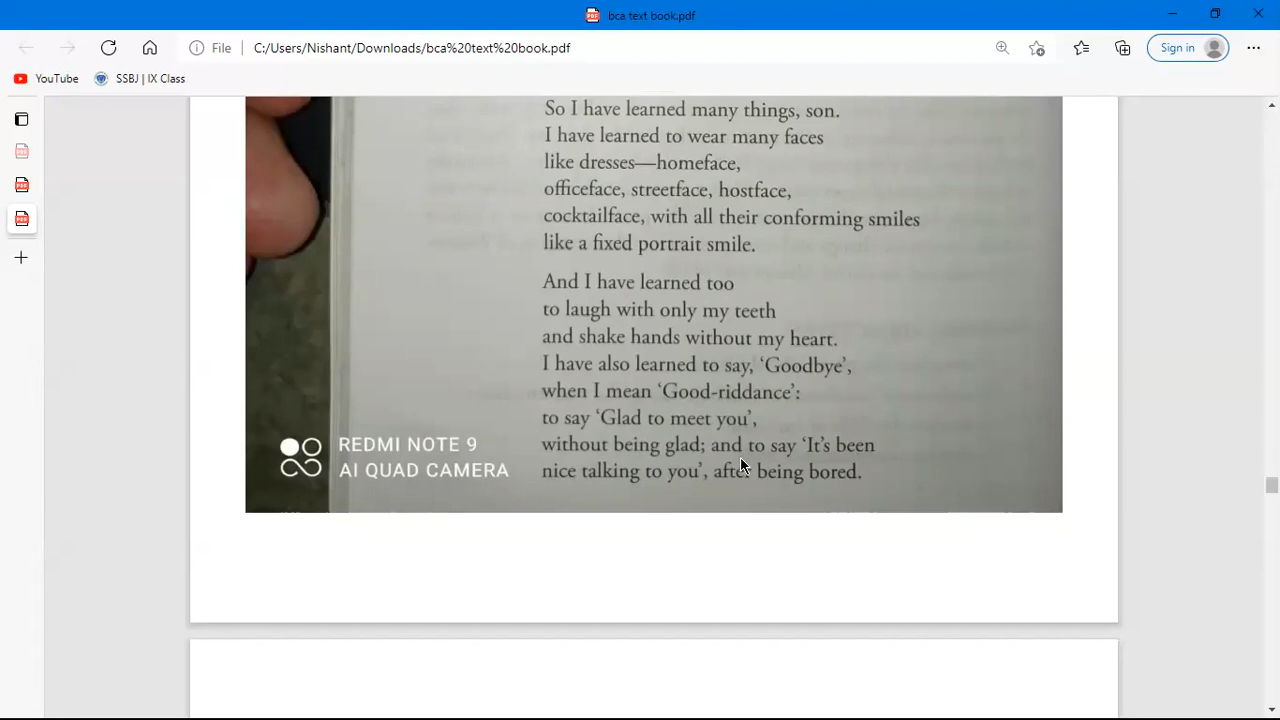 bca text book.pdf
File C:/Users/Nishant/Downloads/bca%20text%20book.pdf
Sign in
YouTube SSBJ | IX Class
So I have learned many things, son.
I have learned to wear many faces
like dresses—homeface,
officeface, streetface, hostface,
cocktailface, with all their conforming smiles
like a fixed portrait smile.
And I have learned too
to laugh with only my teeth
and shake hands without my heart.
I have also learned to say, ‘Goodbye’,
when I mean ‘Good-riddance’:
to say ‘Glad to meet you’,
without being glad; and to say ‘It’s been
nice talking to you’, after being bored.
REDMI NOTE 9
AI QUAD CAMERA